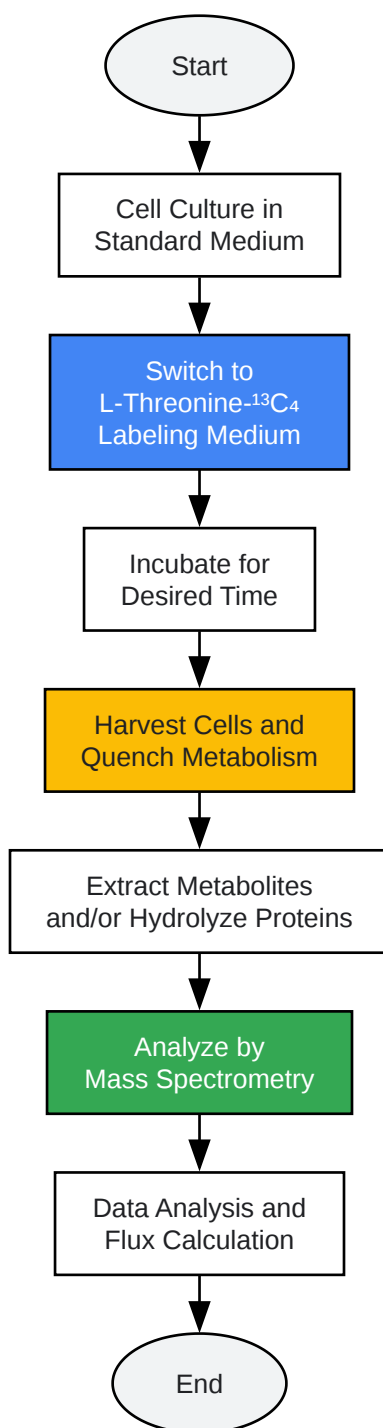 Start
Cell Culture in
Standard Medium
Switch to
L-Threonine-¹³C₄
Labeling Medium
Incubate for
Desired Time
Harvest Cells and
Quench Metabolism
Extract Metabolites
and/or Hydrolyze Proteins
Analyze by
Mass Spectrometry
Data Analysis and
Flux Calculation
End